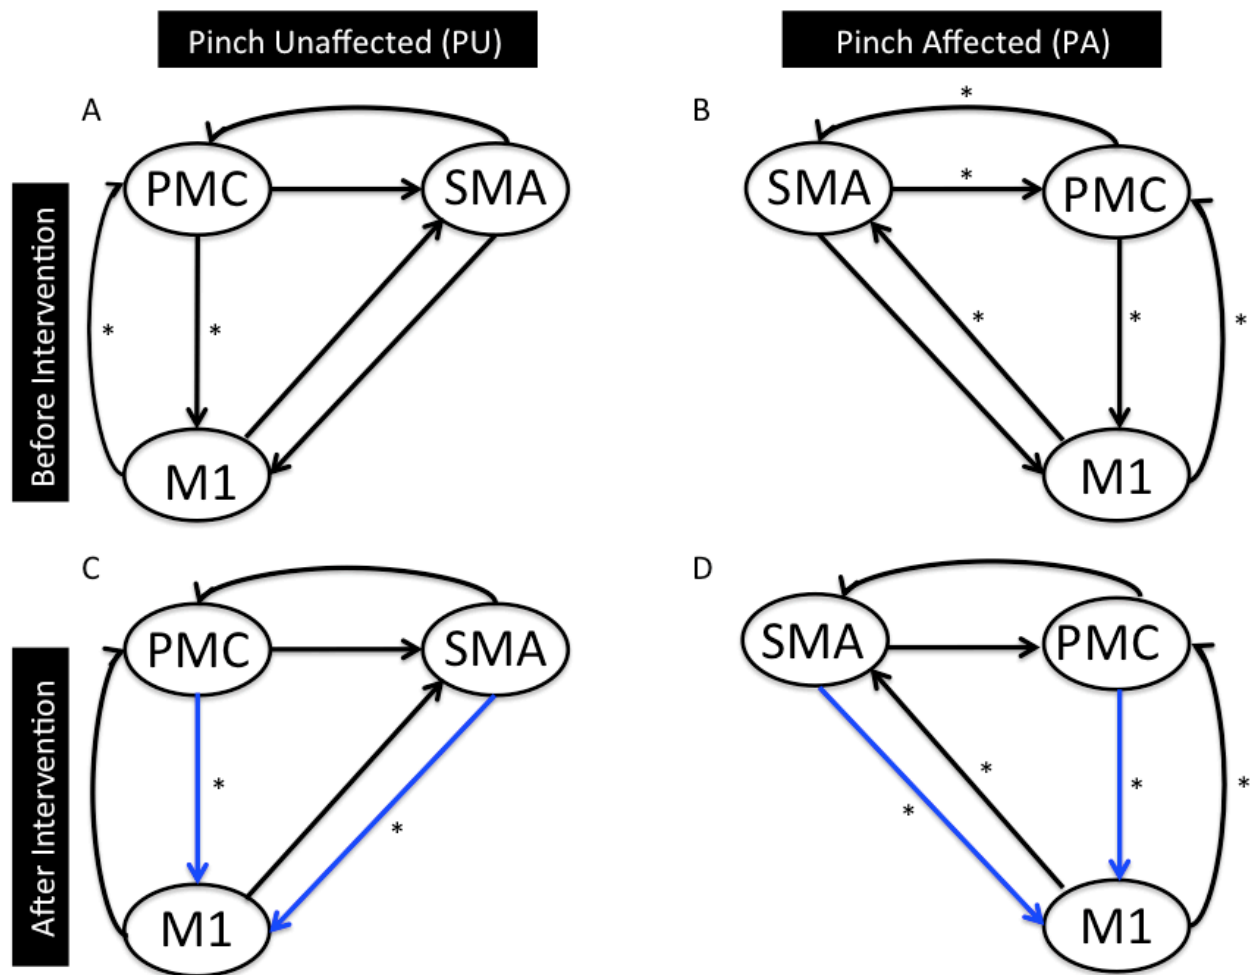 Pinch Unaffected (PU)
Pinch Affected (PA)
Before Intervention
After Intervention
A
PMC
SMA
M1
*
*
B
SMA
PMC
M1
*
*
*
*
*
C
PMC
SMA
M1
*
*
D
SMA
PMC
M1
*
*
*
*